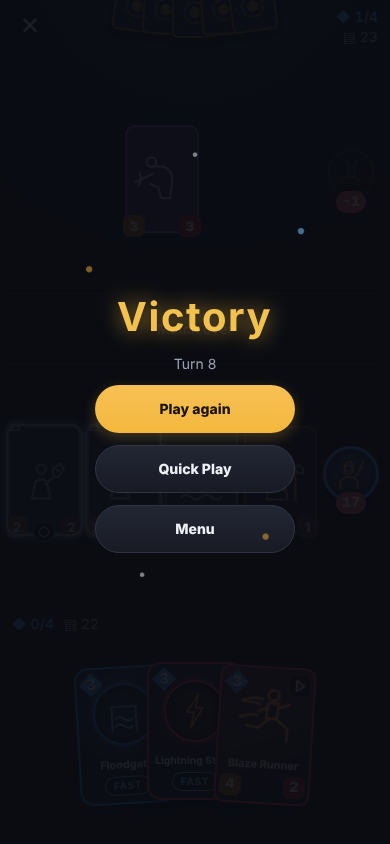 1/4
23
3 3
-1
Victory
Turn 8
Play again
Quick Play
Menu
2 2
1
17
0/4 22
3 3 3
Lightning St
Blaze Runner
FAST FAST
4 2